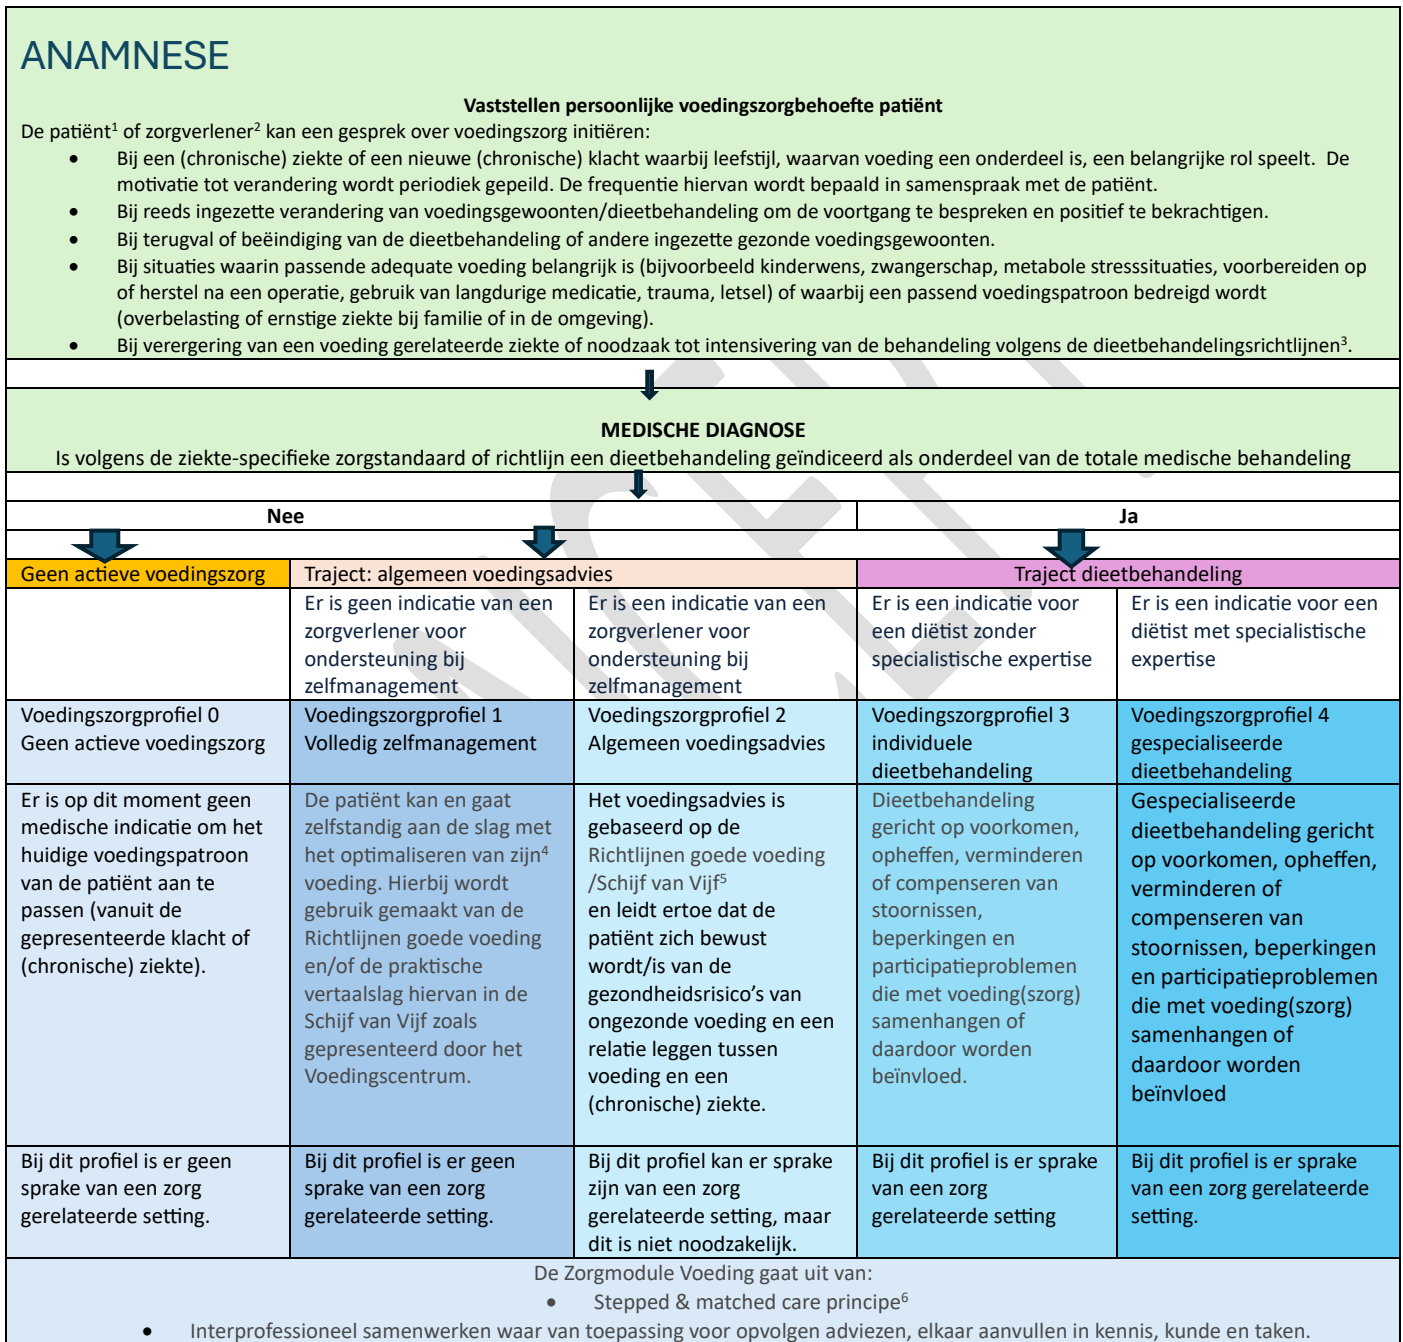 ANAMNESE
Vaststellen persoonlijke voedingszorgbehoefte patiënt
De patiënt1 of zorgverlener2 kan een gesprek over voedingszorg initiëren:
• Bij een (chronische) ziekte of een nieuwe (chronische) klacht waarbij leefstijl, waarvan voeding een onderdeel is, een belangrijke rol speelt. De
motivatie tot verandering wordt periodiek gepeild. De frequentie hiervan wordt bepaald in samenspraak met de patiënt.
• Bij reeds ingezette verandering van voedingsgewoonten/dieetbehandeling om de voortgang te bespreken en positief te bekrachtigen.
• Bij terugval of beëindiging van de dieetbehandeling of andere ingezette gezonde voedingsgewoonten.
• Bij situaties waarin passende adequate voeding belangrijk is (bijvoorbeeld kinderwens, zwangerschap, metabole stresssituaties, voorbereiden op
of herstel na een operatie, gebruik van langdurige medicatie, trauma, letsel) of waarbij een passend voedingspatroon bedreigd wordt
(overbelasting of ernstige ziekte bij familie of in de omgeving).
• Bij verergering van een voeding gerelateerde ziekte of noodzaak tot intensivering van de behandeling volgens de dieetbehandelingsrichtlijnen3.
MEDISCHE DIAGNOSE
Is volgens de ziekte-specifieke zorgstandaard of richtlijn een dieetbehandeling geïndiceerd als onderdeel van de totale medische behandeling
Nee
Ja
Geen actieve voedingszorg
Traject: algemeen voedingsadvies
Traject dieetbehandeling
Er is geen indicatie van een
zorgverlener voor
ondersteuning bij
zelfmanagement
Er is een indicatie van een
zorgverlener voor
ondersteuning bij
zelfmanagement
Er is een indicatie voor
een diëtist zonder
specialistische expertise
Er is een indicatie voor een
diëtist met specialistische
expertise
Voedingszorgprofiel 0
Geen actieve voedingszorg
Voedingszorgprofiel 1
Volledig zelfmanagement
Voedingszorgprofiel 2
Algemeen voedingsadvies
Voedingszorgprofiel 3
individuele
dieetbehandeling
Voedingszorgprofiel 4
gespecialiseerde
dieetbehandeling
Er is op dit moment geen
medische indicatie om het
huidige voedingspatroon
van de patiënt aan te
passen (vanuit de
gepresenteerde klacht of
(chronische) ziekte).
De patiënt kan en gaat
zelfstandig aan de slag met
het optimaliseren van zijn4
voeding. Hierbij wordt
gebruik gemaakt van de
Richtlijnen goede voeding
en/of de praktische
vertaalslag hiervan in de
Schijf van Vijf zoals
gepresenteerd door het
Voedingscentrum.
Het voedingsadvies is
gebaseerd op de
Richtlijnen goede voeding
/Schijf van Vijf5
en leidt ertoe dat de
patiënt zich bewust
wordt/is van de
gezondheidsrisico's van
ongezonde voeding en een
relatie leggen tussen
voeding en een
(chronische) ziekte.
Dieetbehandeling
gericht op voorkomen,
opheffen, verminderen
of compenseren van
stoornissen,
beperkingen en
participatieproblemen
die met voeding(szorg)
samenhangen of
daardoor worden
beïnvloed.
Gespecialiseerde
dieetbehandeling gericht
op voorkomen, opheffen,
verminderen of
compenseren van
stoornissen, beperkingen
en participatieproblemen
die met voeding(szorg)
samenhangen of
daardoor worden
beïnvloed
Bij dit profiel is er geen
sprake van een zorg
gerelateerde setting.
Bij dit profiel is er geen
sprake van een zorg
gerelateerde setting.
Bij dit profiel kan er sprake
zijn van een zorg
gerelateerde setting, maar
dit is niet noodzakelijk.
Bij dit profiel is er sprake
van een zorg
gerelateerde setting
Bij dit profiel is er sprake
van een zorg gerelateerde
setting.
De Zorgmodule Voeding gaat uit van:
• Stepped & matched care principe6
• Interprofessioneel samenwerken waar van toepassing voor opvolgen adviezen, elkaar aanvullen in kennis, kunde en taken.